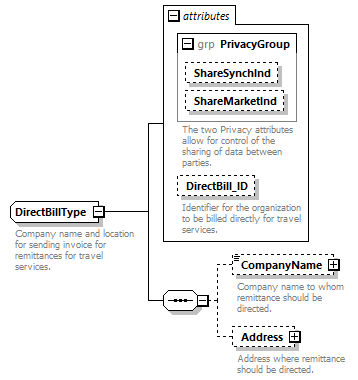 attributes
grp PrivacyGroup
ShareSynchInd
ShareMarketInd
The two Privacy attributes
allow for control of the
sharing of data between
parties.
DirectBill_ID
Identifier for the organization
to be billed directly for travel
services.
DirectBillType
Company name and location
for sending invoice for
remittances for travel
services.
CompanyName
Company name to whom
remittance should be
directed.
Address
Address where remittance
should be directed.